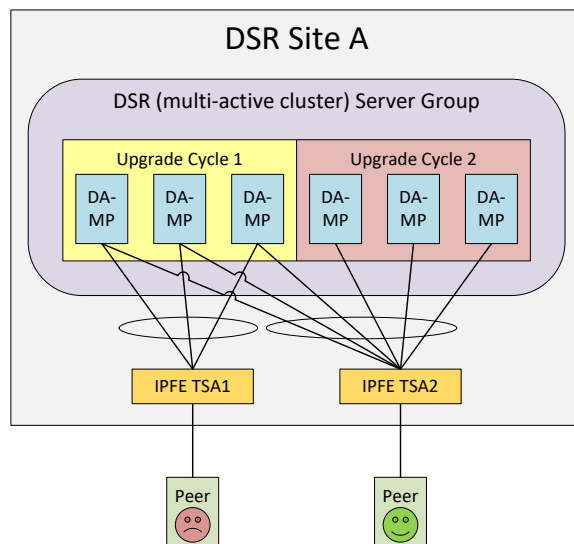 DSR Site A
DSR (multi-active cluster) Server Group
Upgrade Cycle 1
Upgrade Cycle 2
DA-
MP
DA-
MP
DA-
MP
DA-
MP
DA-
MP
DA-
MP
IPFE TSA1
IPFE TSA2
Peer
Peer